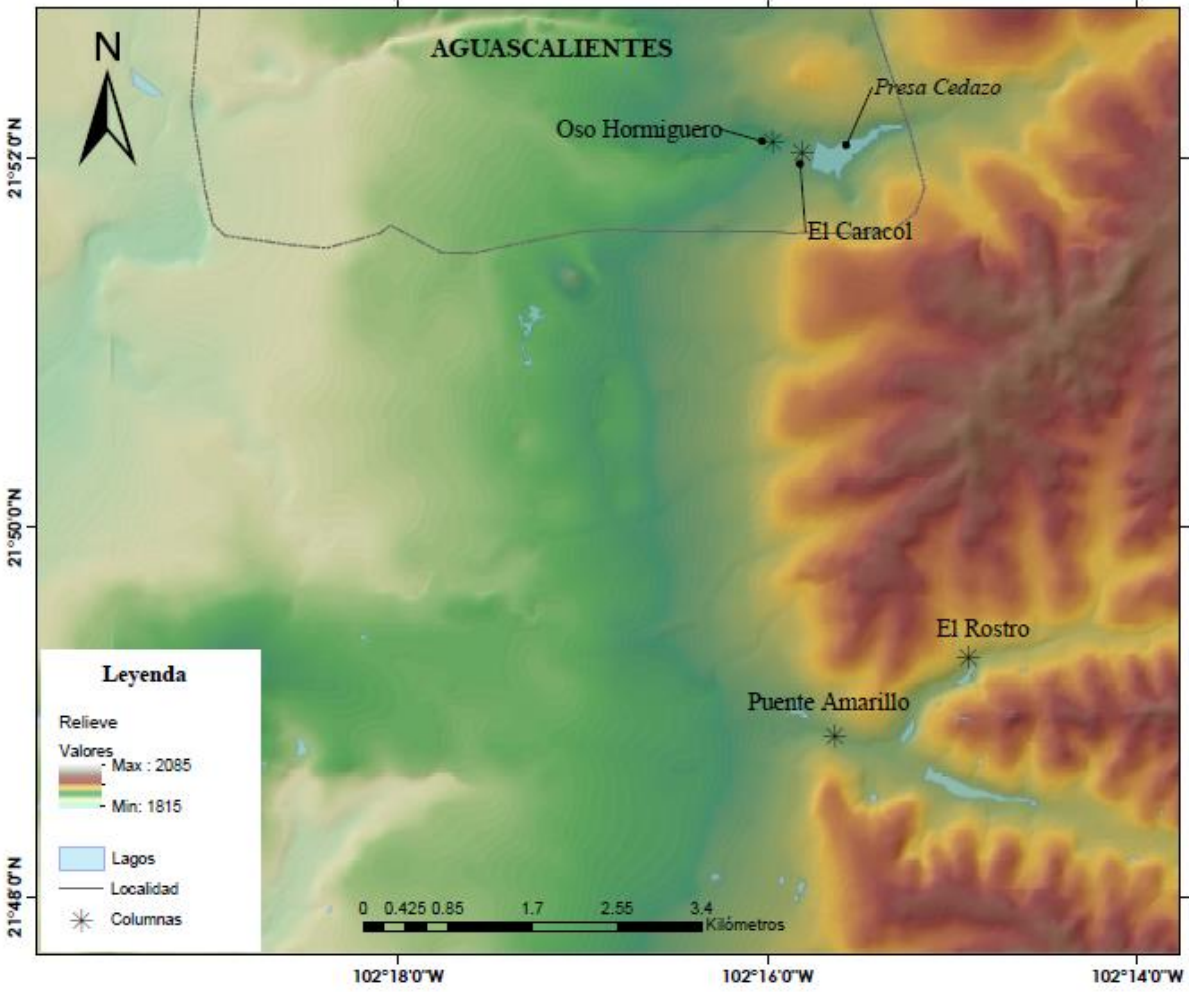 N
AGUASCALIENTES
Presa Cedazo
Oso Hormiguero
El Caracol
21°52'0"N
21°50'0"N
El Rostro
Puente Amarillo
Leyenda
Relieve
Valores
Max : 2085
Min: 1815
Lagos
Localidad
Columnas
21°48'0"N
0 0.425 0.85 1.7 2.55 3.4
Kilómetros
102°18'0"W 102°16'0"W 102°14'0"W